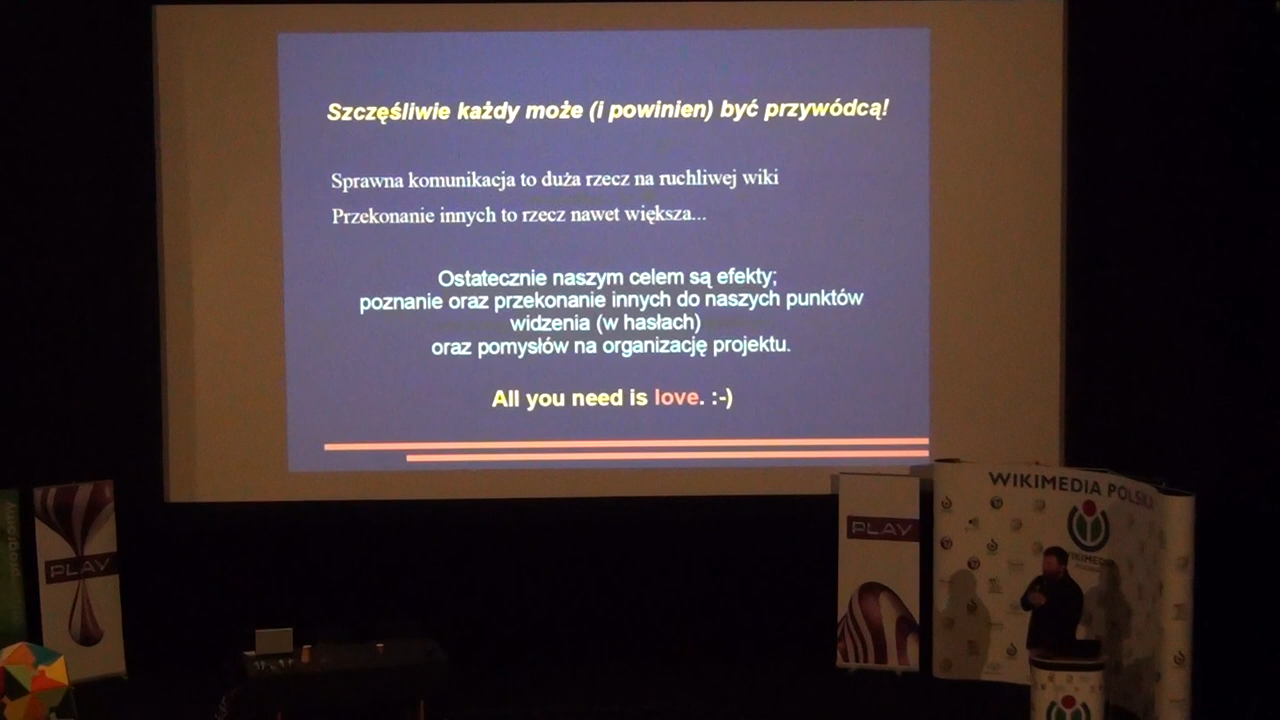 Szczęśliwie każdy może (i powinien) być przywódcą!
Sprawna komunikacja to duża rzecz na ruchliwej wiki
Przekonanie innych to rzecz nawet większa...
Ostatecznie naszym celem są efekty;
poznanie oraz przekonanie innych do naszych punktów
widzenia (w hasłach)
oraz pomysłów na organizację projektu.
All you need is love. :-)
WIKIMEDIA POLSKA
PLAY
PLAY
WIKIMEDIA